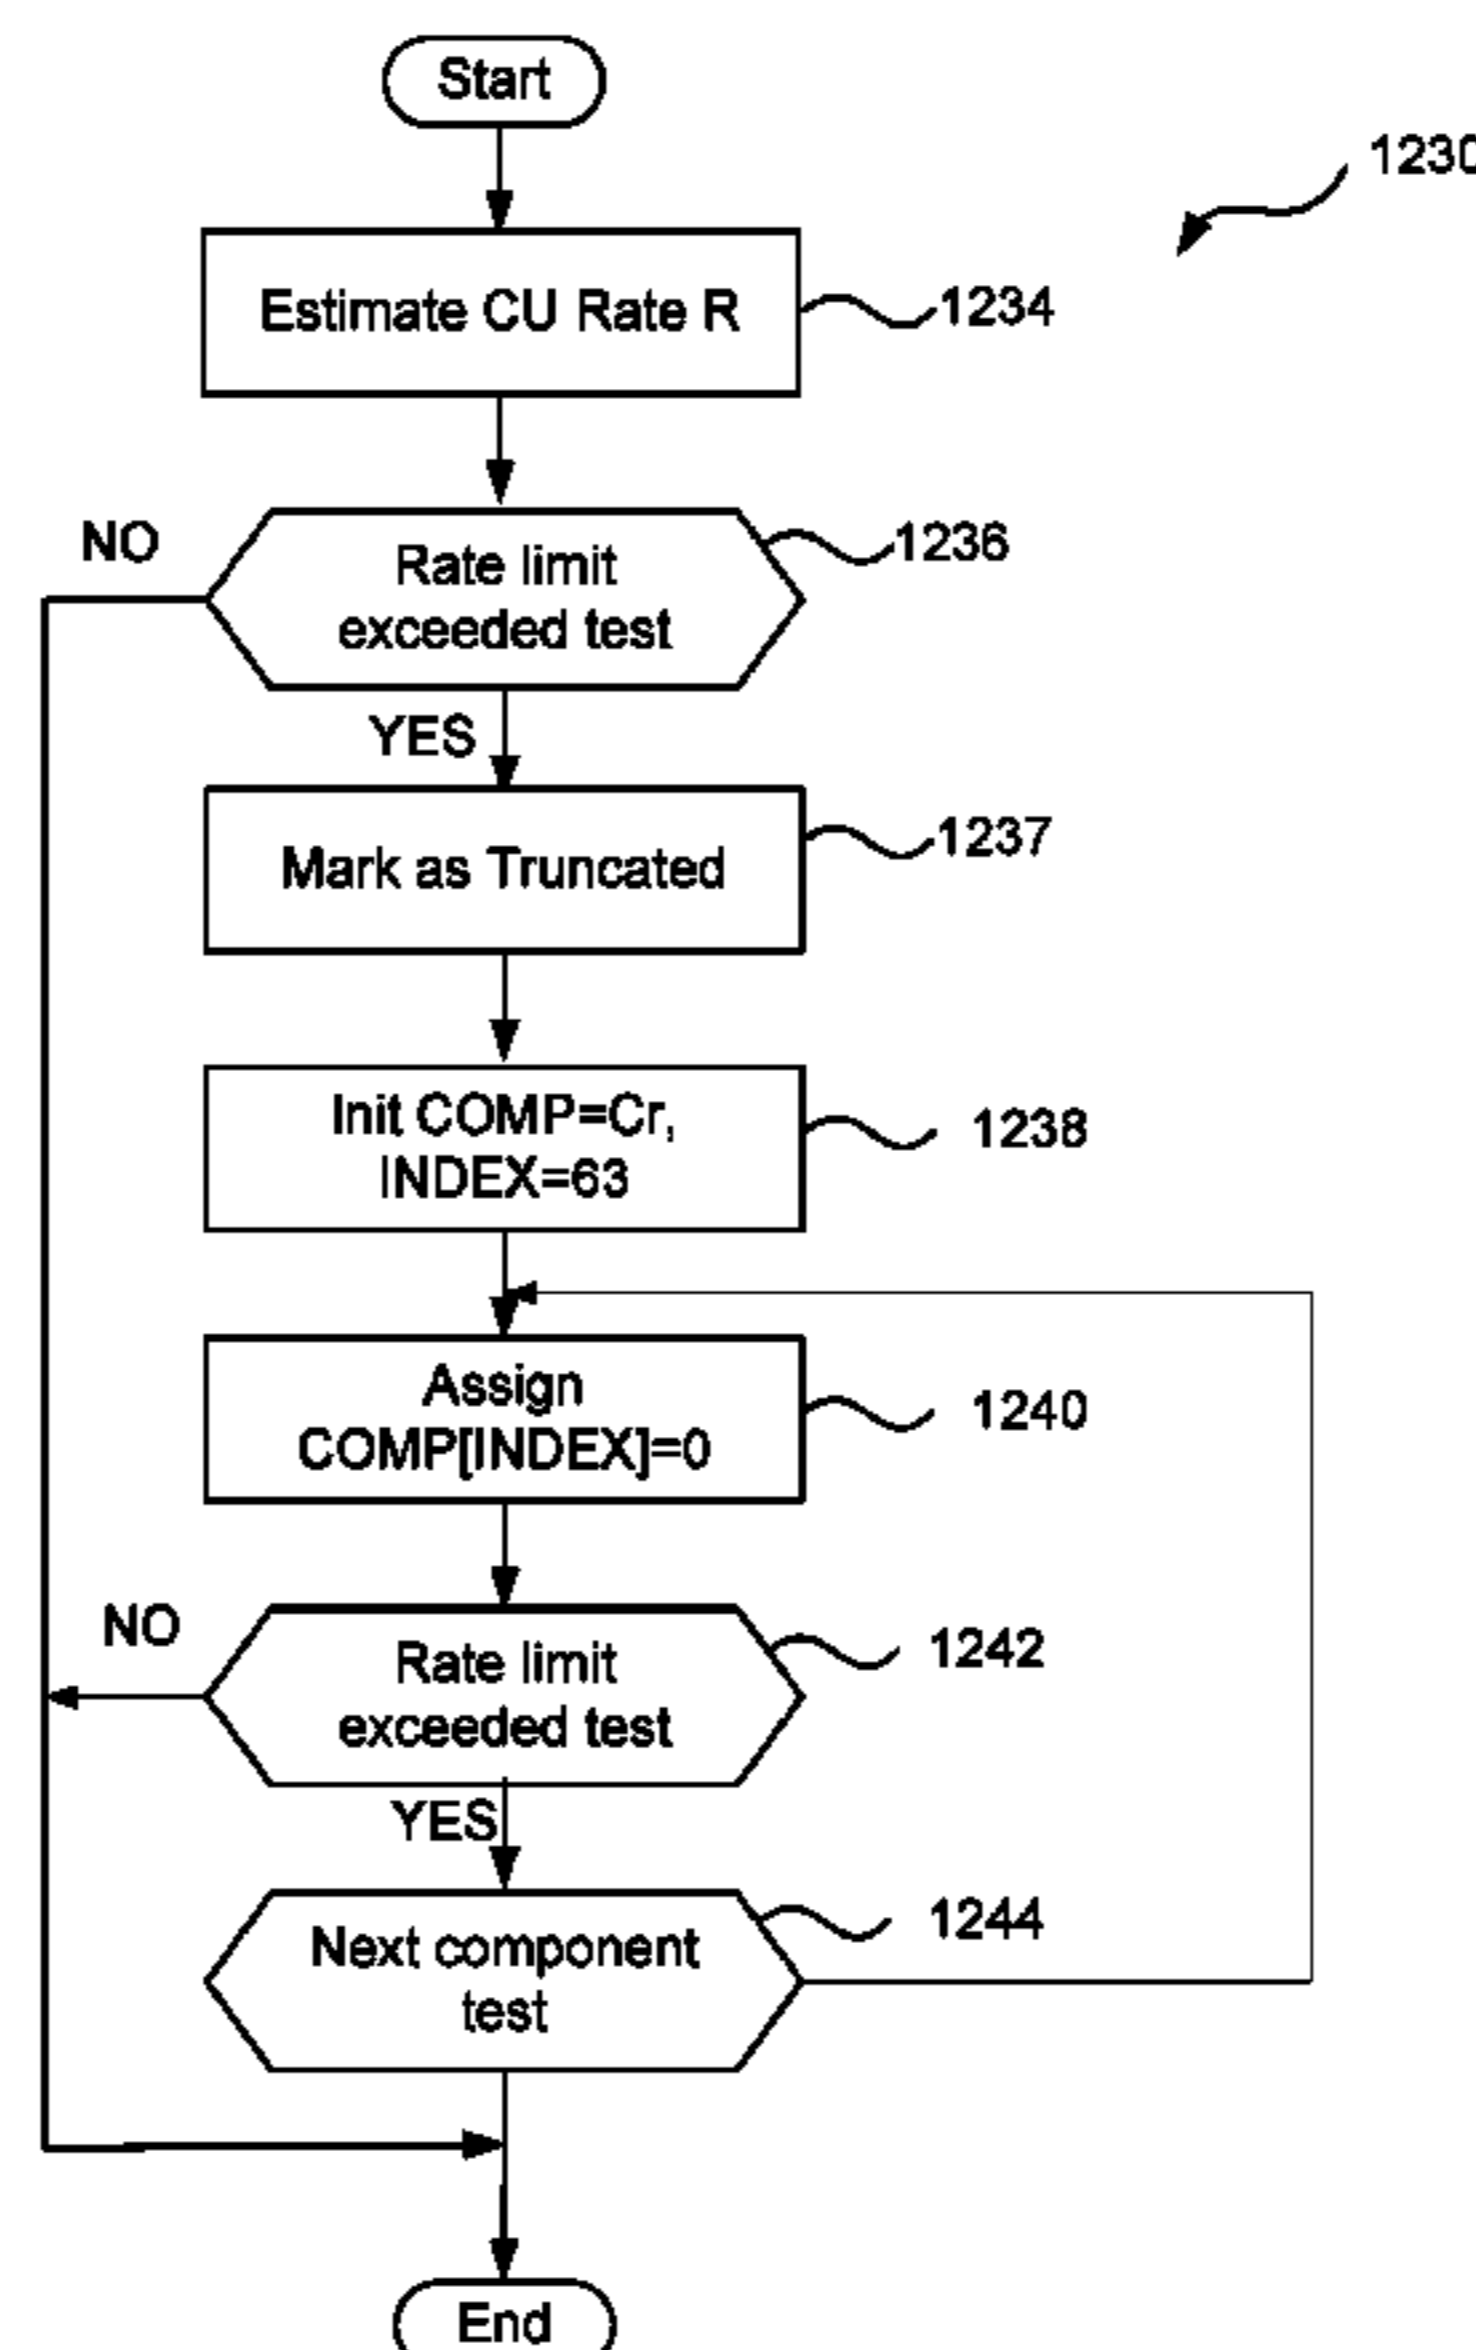 Start
1230
Estimate CU Rate R
1234
NO
Rate limit
exceeded test
1236
YES
Mark as Truncated
1237
Init COMP=Cr,
INDEX=63
1238
Assign
COMP[INDEX]=0
1240
NO
Rate limit
exceeded test
1242
YES
Next component
test
1244
End